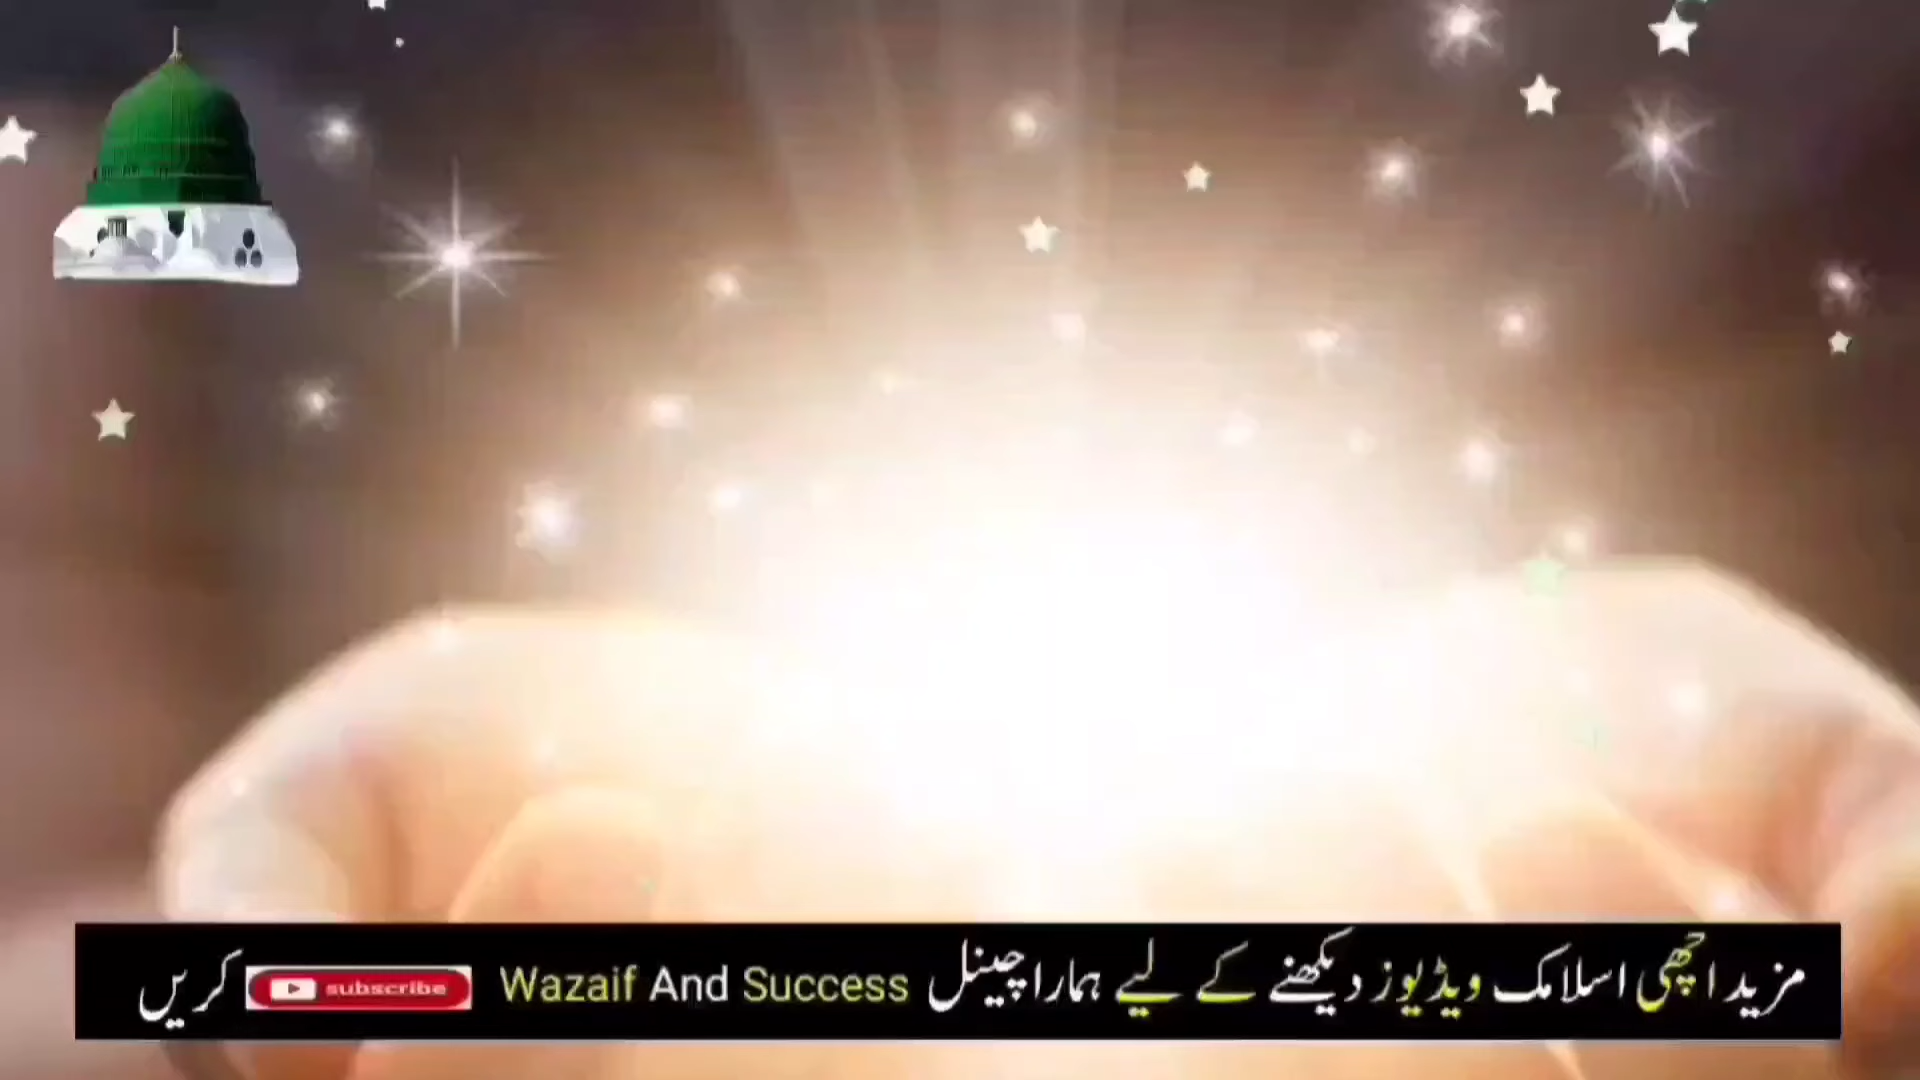 مزید اچھی اسلامک ویڈیوز دیکھنے کے لیے ہمارا چینل Wazaif And Success subscribe کریں